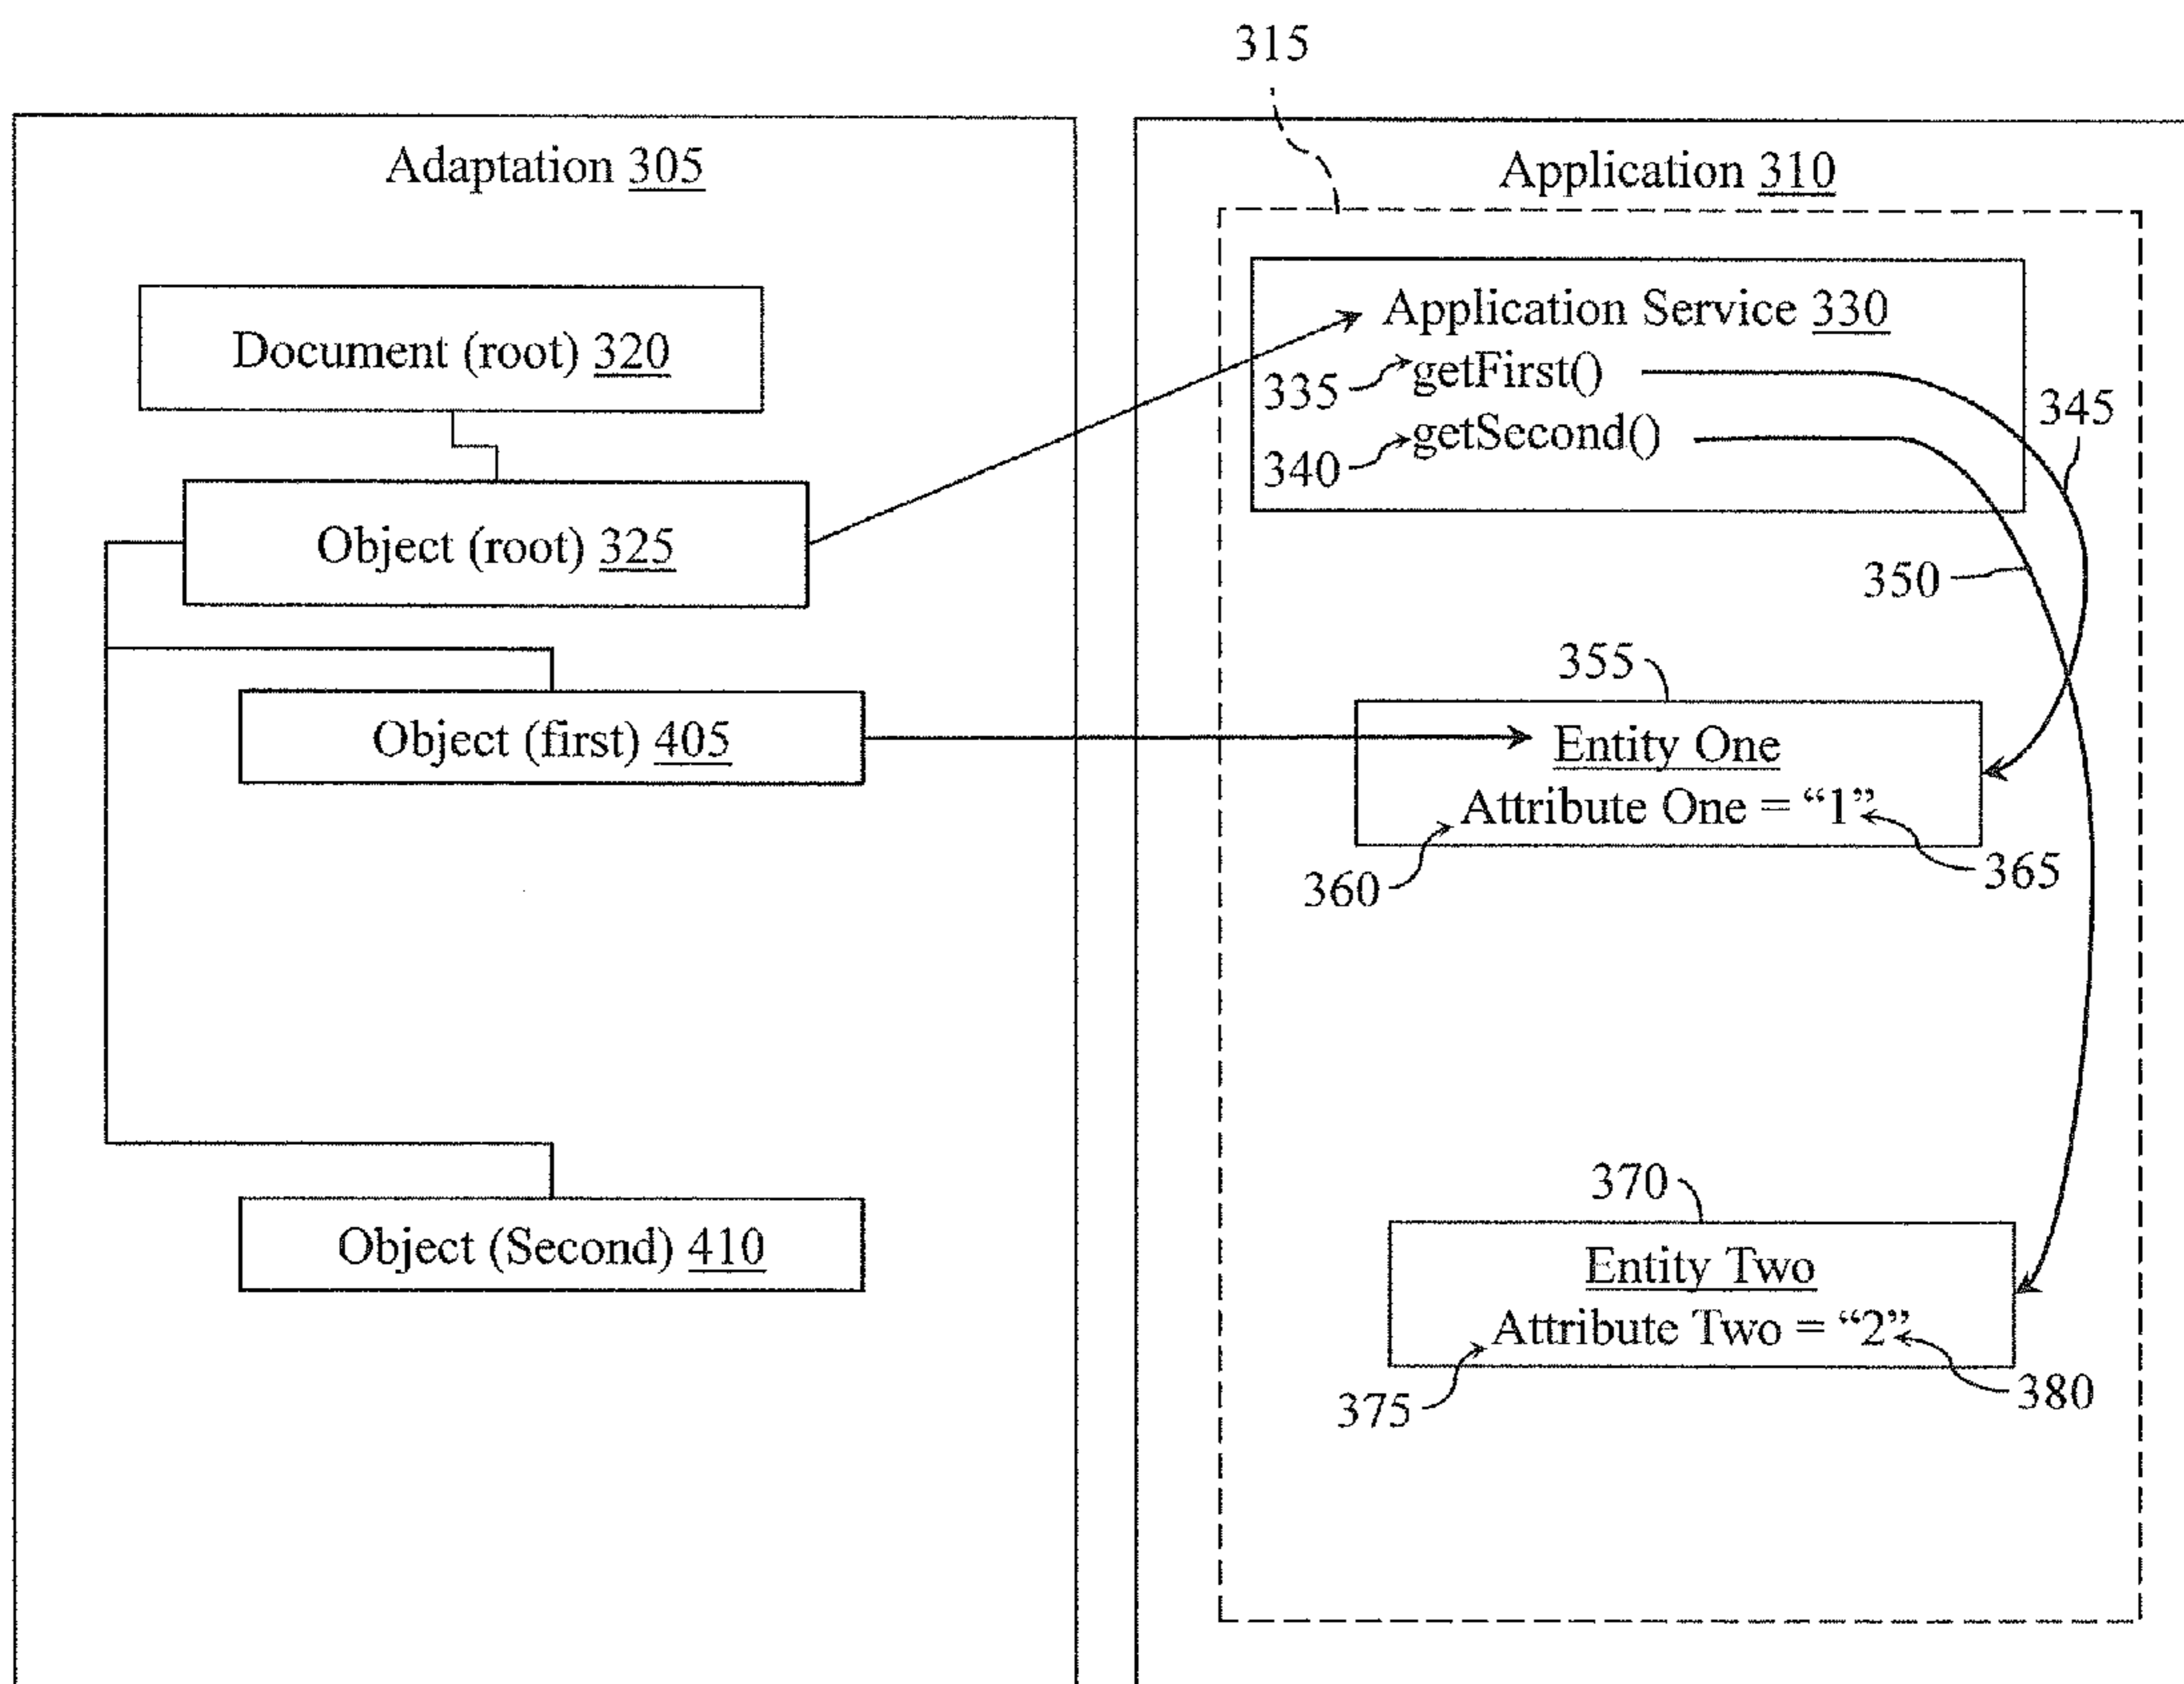 315
Adaptation 305
Application 310
Document (root) 320
Application Service 330
335 getFirst()
345
340 getSecond()
Object (root) 325
350
355
Object (first) 405
Entity One
Attribute One = “1”
360
365
370
Object (Second) 410
Entity Two
Attribute Two = “2”
375
380